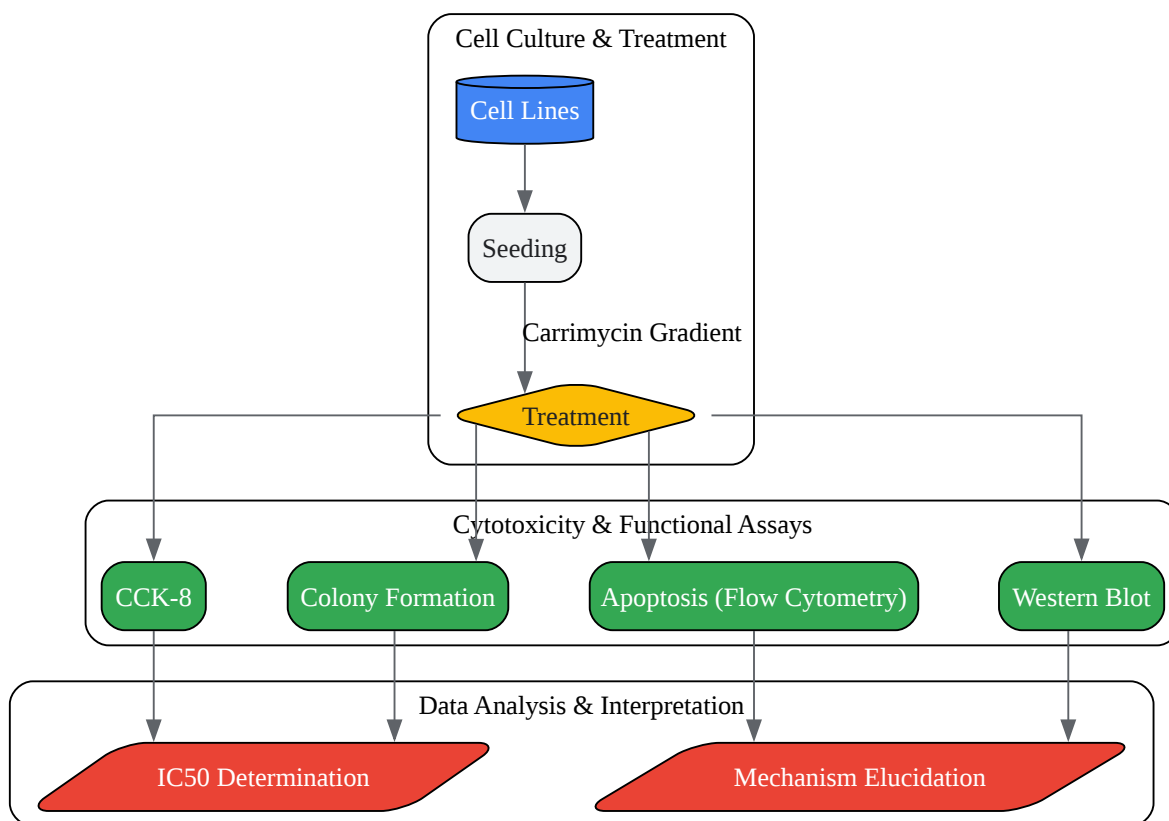 Cell Culture & Treatment
Cell Lines
Seeding
Carrimycin Gradient
Treatment
Cytotoxicity & Functional Assays
CCK-8
Colony Formation
Apoptosis (Flow Cytometry)
Western Blot
Data Analysis & Interpretation
IC50 Determination
Mechanism Elucidation